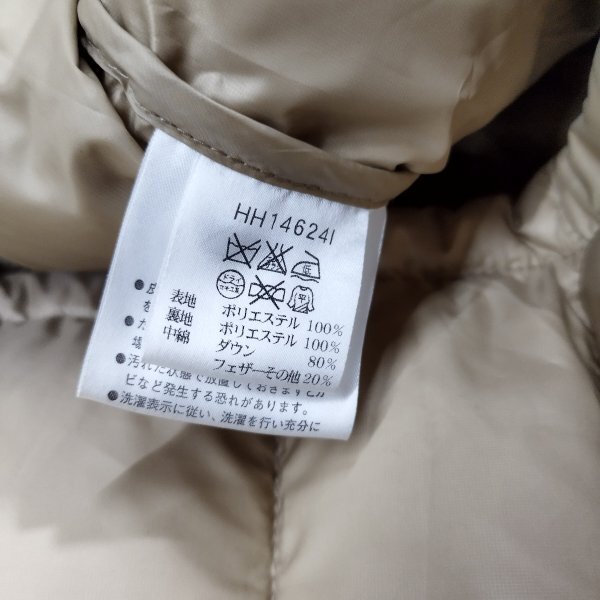 HH14624I
低
ドライ
表地 ポリエステル 100%
裏地 ポリエステル 100%
中綿 ダウン 80%
フェザーその他 20%
●
●
●汚れた状態で放置しておきますとカ
ビなど発生する恐れがあります。
●洗濯表示に従い、洗濯を行い充分に